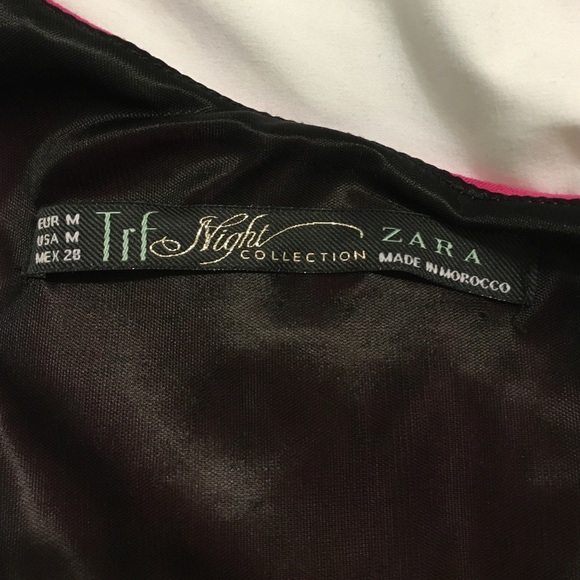 EUR M
USA M
MEX 28
Trf Night
COLLECTION
ZARA
MADE IN MOROCCO